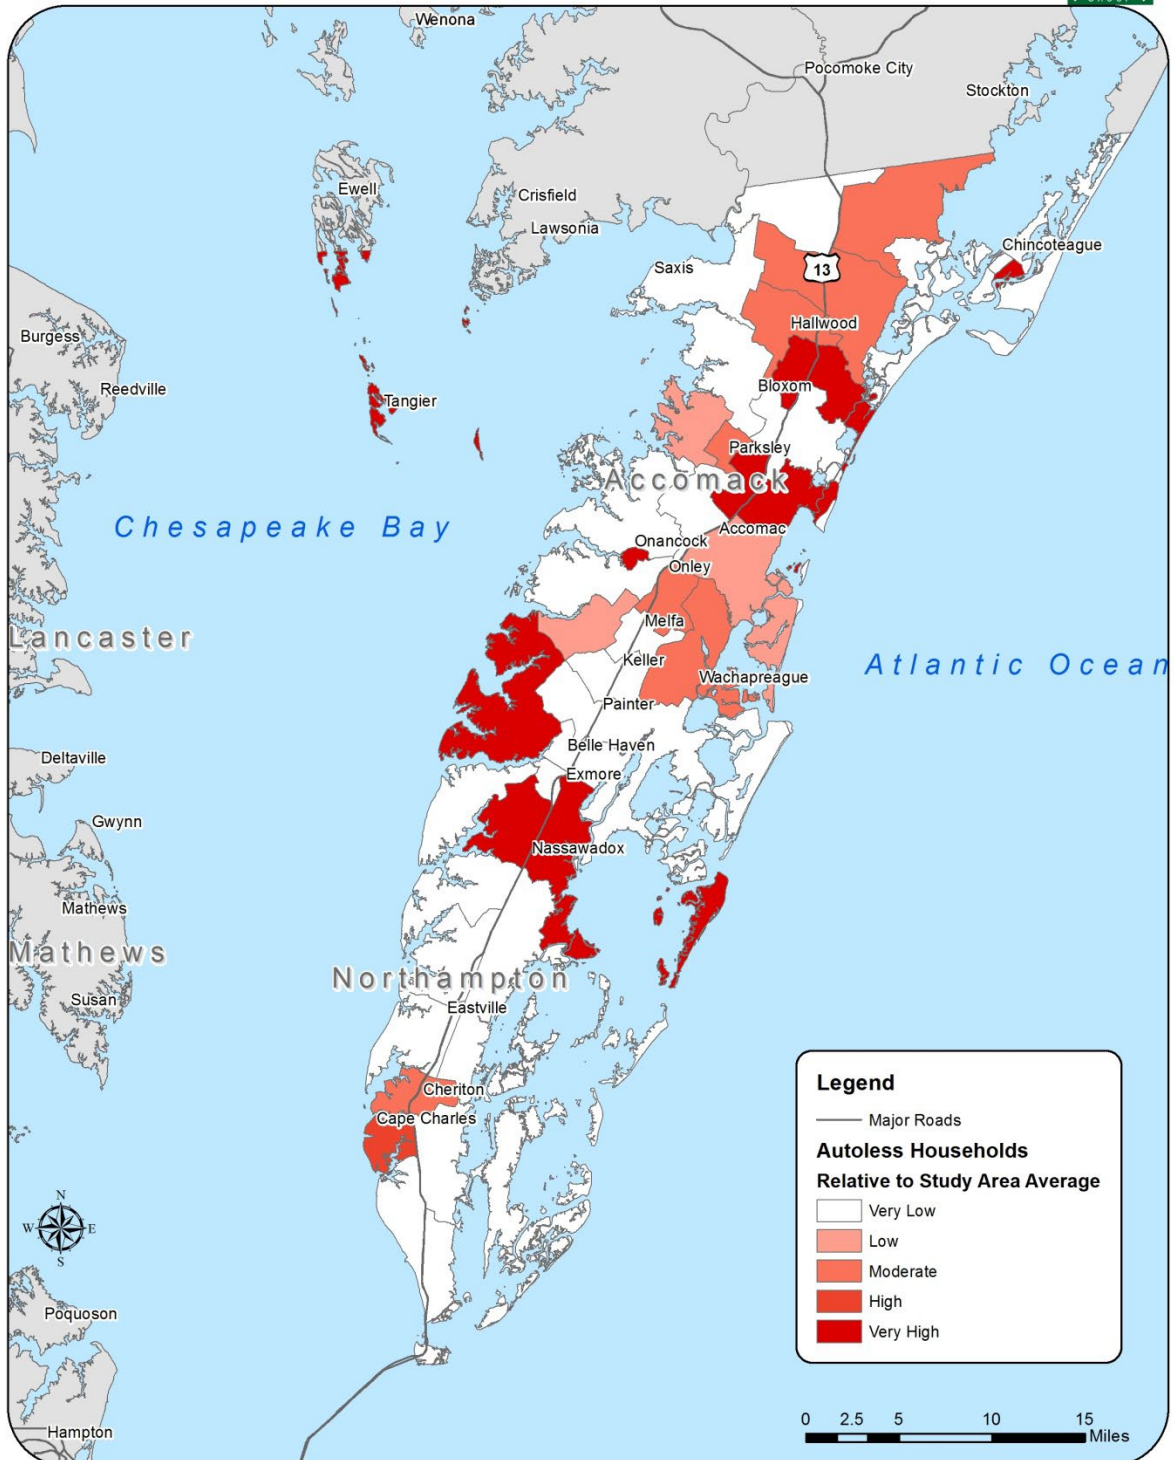 Wenona
Pocomoke City
Stockton
Ewell
Crisfield
Lawsonia
Chincoteague
Saxis
13
Burgess
Hallwood
Reedville
Bloxom
Tangier
Parksley
Accomack
Chesapeake Bay
Accomac
Onancock
Onley
Melfa
Lancaster
Keller
Atlantic Ocean
Wachapreague
Painter
Belle Haven
Deltaville
Exmore
Gwynn
Nassawadox
Mathews
Mathews
Northampton
Susan
Eastville
Cheriton
Cape Charles
Legend
Major Roads
Autoless Households
Relative to Study Area Average
Very Low
Low
Moderate
High
Very High
N
W E
S
Poquoson
Hampton
0 2.5 5 10 15
Miles